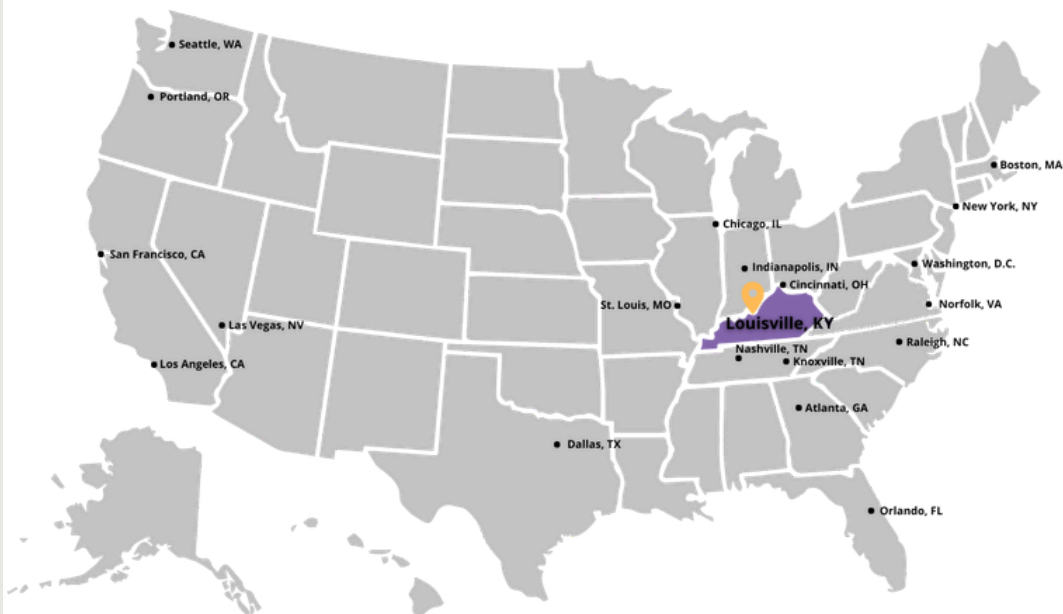 Seattle, WA
Portland, OR
Boston, MA
New York, NY
Chicago, IL
San Francisco, CA
Washington, D.C.
Indianapolis, IN
Cincinnati, OH
St. Louis, MO
Norfolk, VA
Louisville, KY
Las Vegas, NV
Raleigh, NC
Nashville, TN
Knoxville, TN
Los Angeles, CA
Atlanta, GA
Dallas, TX
Orlando, FL